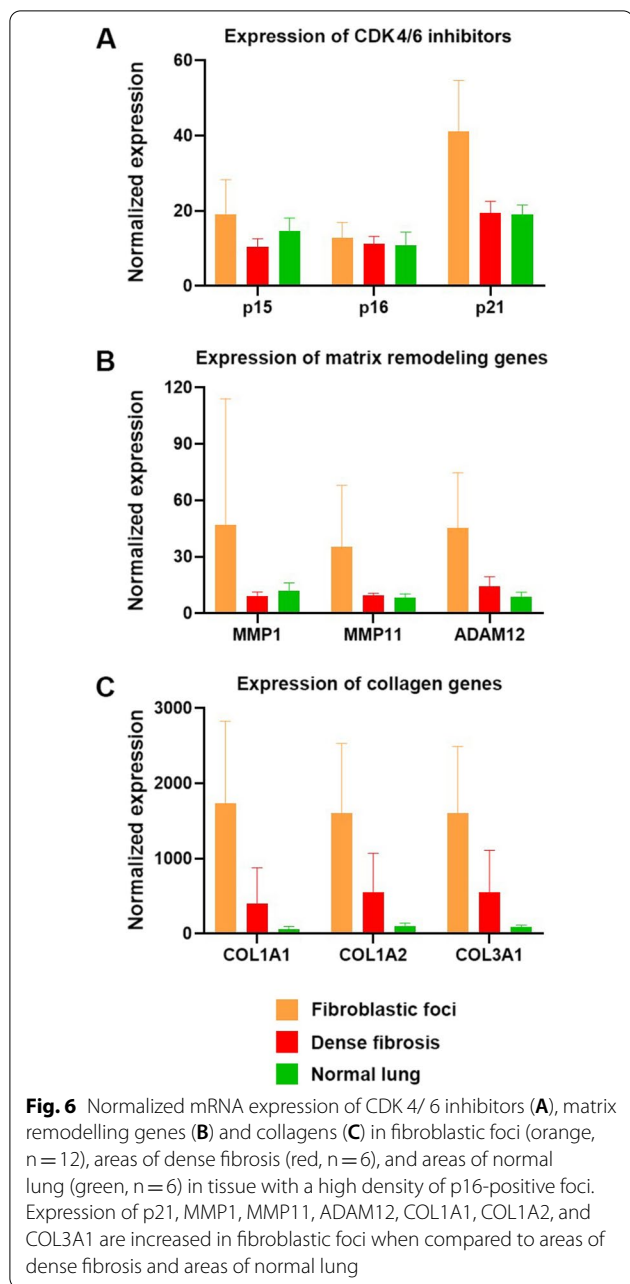 A
Expression of CDK 4/6 inhibitors
Normalized expression
60
40
20
0
p15 p16 p21
B
Expression of matrix remodeling genes
Normalized expression
120
90
60
30
0
MMP1 MMP11 ADAM12
C
Expression of collagen genes
Normalized expression
3000
2000
1000
0
COL1A1 COL1A2 COL3A1
Fibroblastic foci
Dense fibrosis
Normal lung
Fig. 6 Normalized mRNA expression of CDK 4/ 6 inhibitors (A), matrix
remodelling genes (B) and collagens (C) in fibroblastic foci (orange,
n = 12), areas of dense fibrosis (red, n = 6), and areas of normal
lung (green, n = 6) in tissue with a high density of p16-positive foci.
Expression of p21, MMP1, MMP11, ADAM12, COL1A1, COL1A2, and
COL3A1 are increased in fibroblastic foci when compared to areas of
dense fibrosis and areas of normal lung